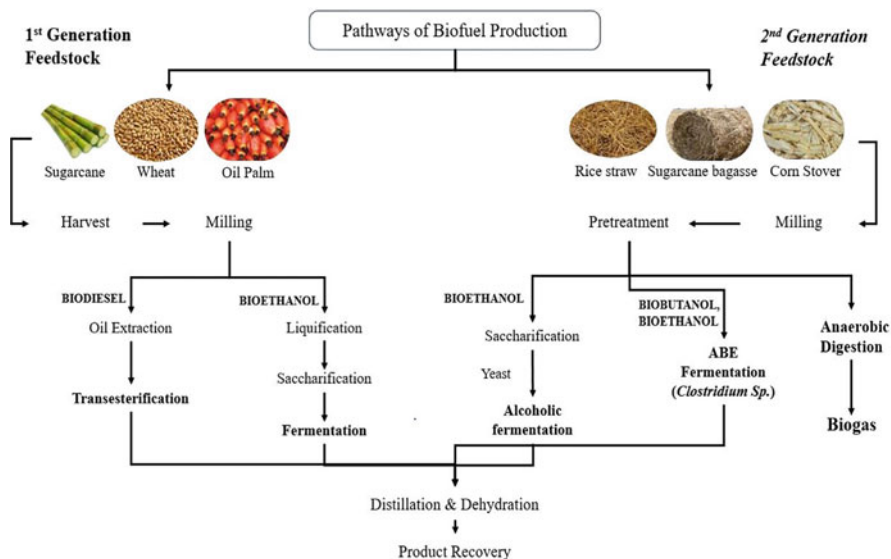 Pathways of Biofuel Production
1st Generation
Feedstock
2nd Generation
Feedstock
Sugarcane
Wheat
Oil Palm
Rice straw
Sugarcane bagasse
Corn Stover
Harvest
Milling
Pretreatment
Milling
BIODIESEL
Oil Extraction
Transesterification
BIOETHANOL
Liquification
Saccharification
Fermentation
BIOETHANOL
Saccharification
Yeast
Alcoholic
fermentation
BIOBUTANOL,
BIOETHANOL
ABE
Fermentation
(Clostridium Sp.)
Anaerobic
Digestion
Biogas
Distillation & Dehydration
Product Recovery